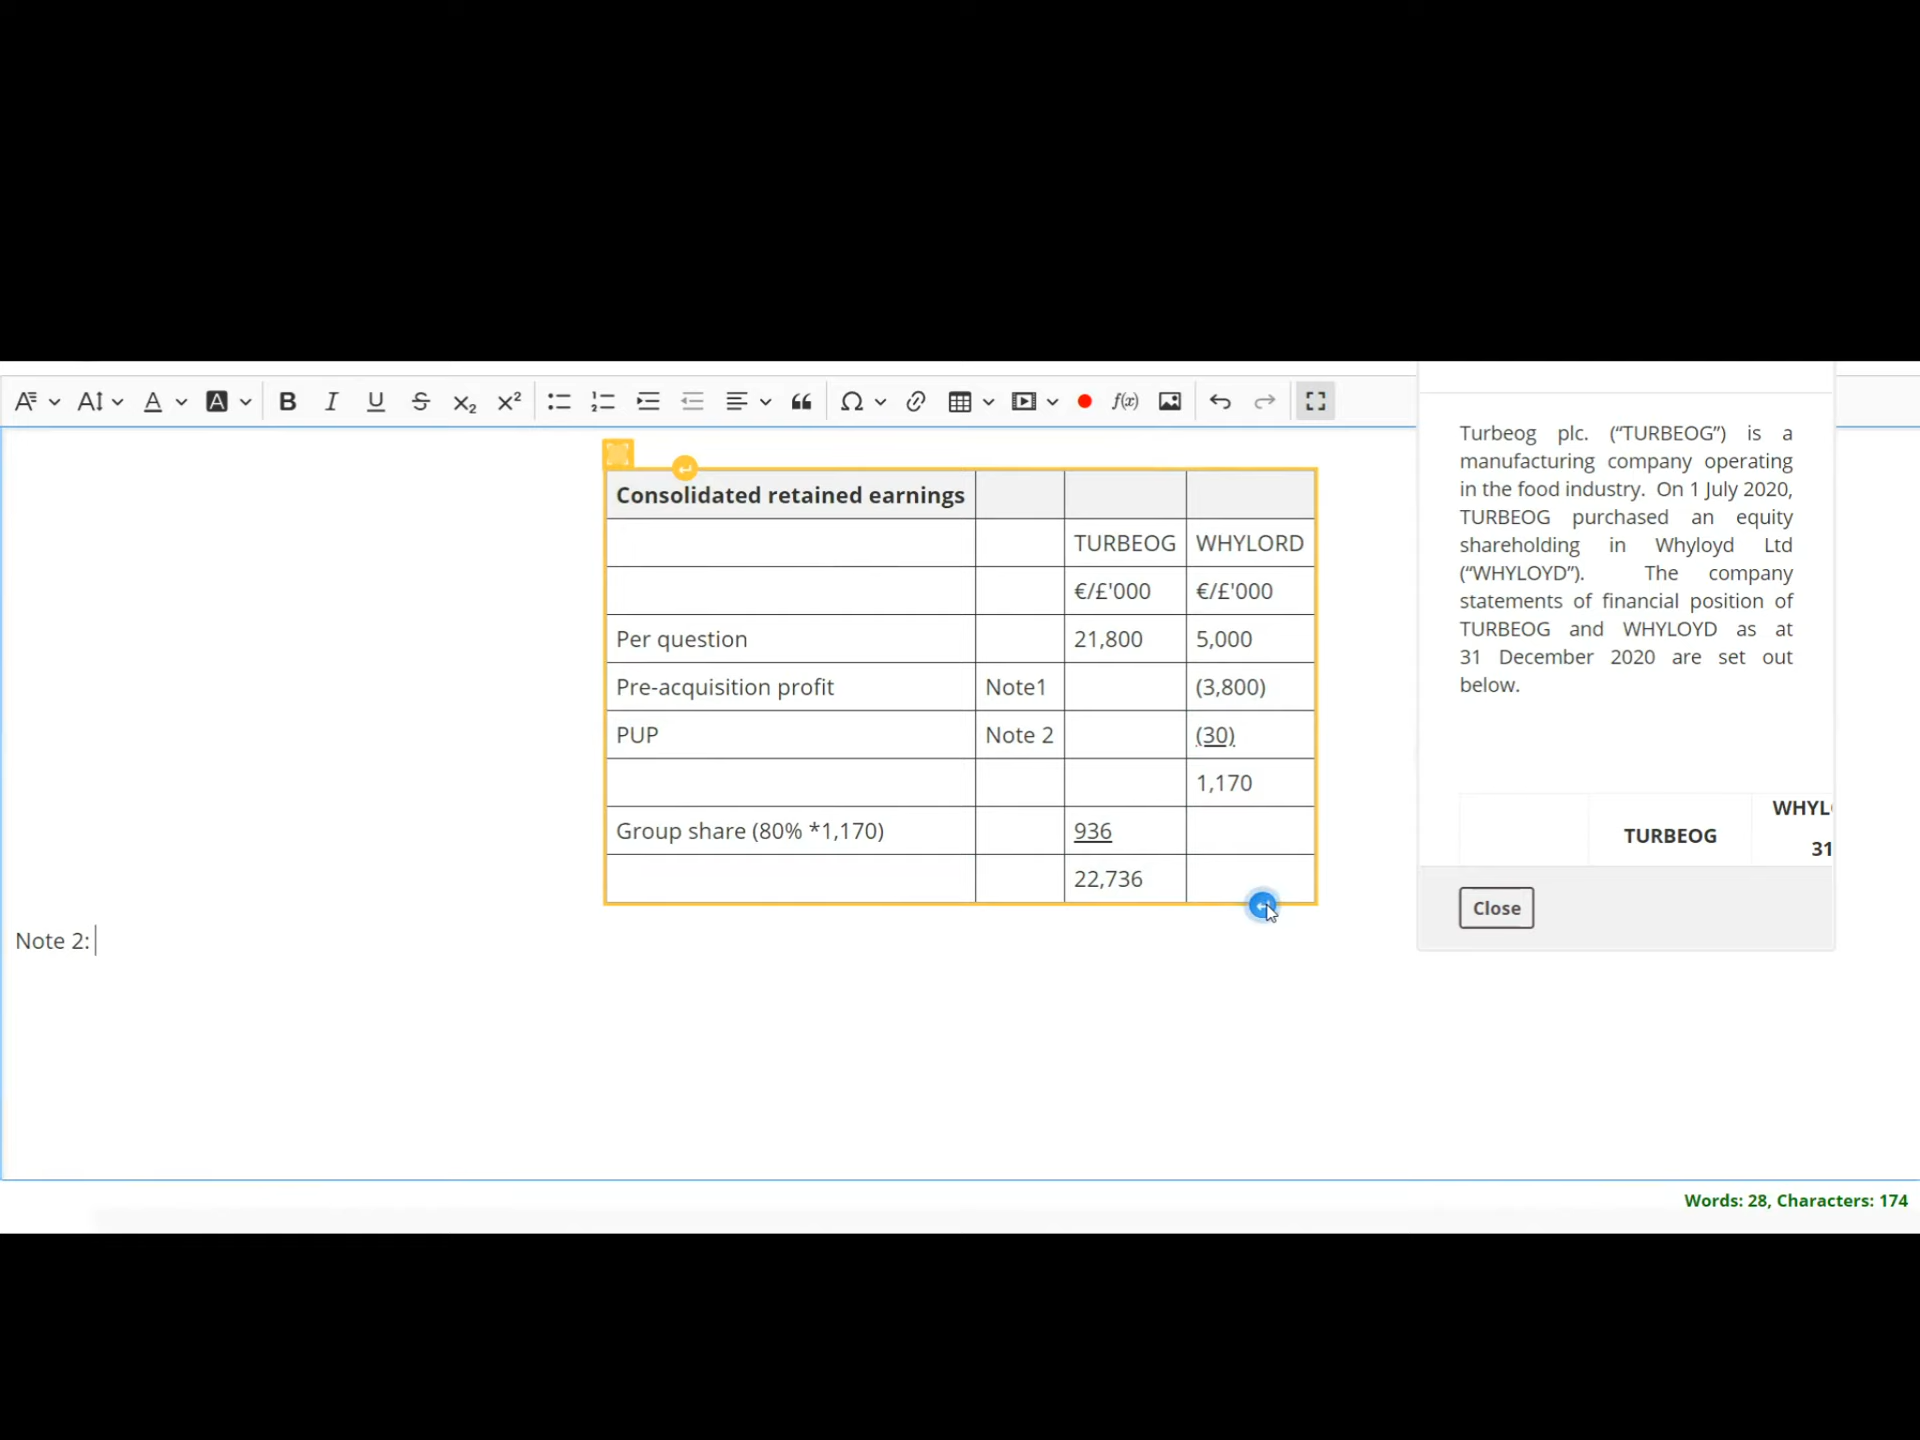 Consolidated retained earnings
TURBEOG WHYLORD
€/£'000 €/£'000
Per question 21,800 5,000
Pre-acquisition profit Note1 (3,800)
PUP Note 2 (30)
1,170
Group share (80% *1,170) 936
22,736
Note 2:
Turbeog plc. (“TURBEOG”) is a
manufacturing company operating
in the food industry. On 1 July 2020,
TURBEOG purchased an equity
shareholding in Whyloyd Ltd
(“WHYLOYD”). The company
statements of financial position of
TURBEOG and WHYLOYD as at
31 December 2020 are set out
below.
WHYL
TURBEOG
31
Close
Words: 28, Characters: 174